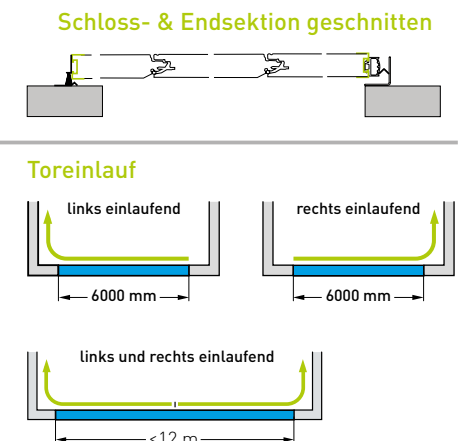 Schloss- & Endsektion geschnitten
Toreinlauf
links einlaufend
rechts einlaufend
6000 mm
6000 mm
links und rechts einlaufend
<12 m